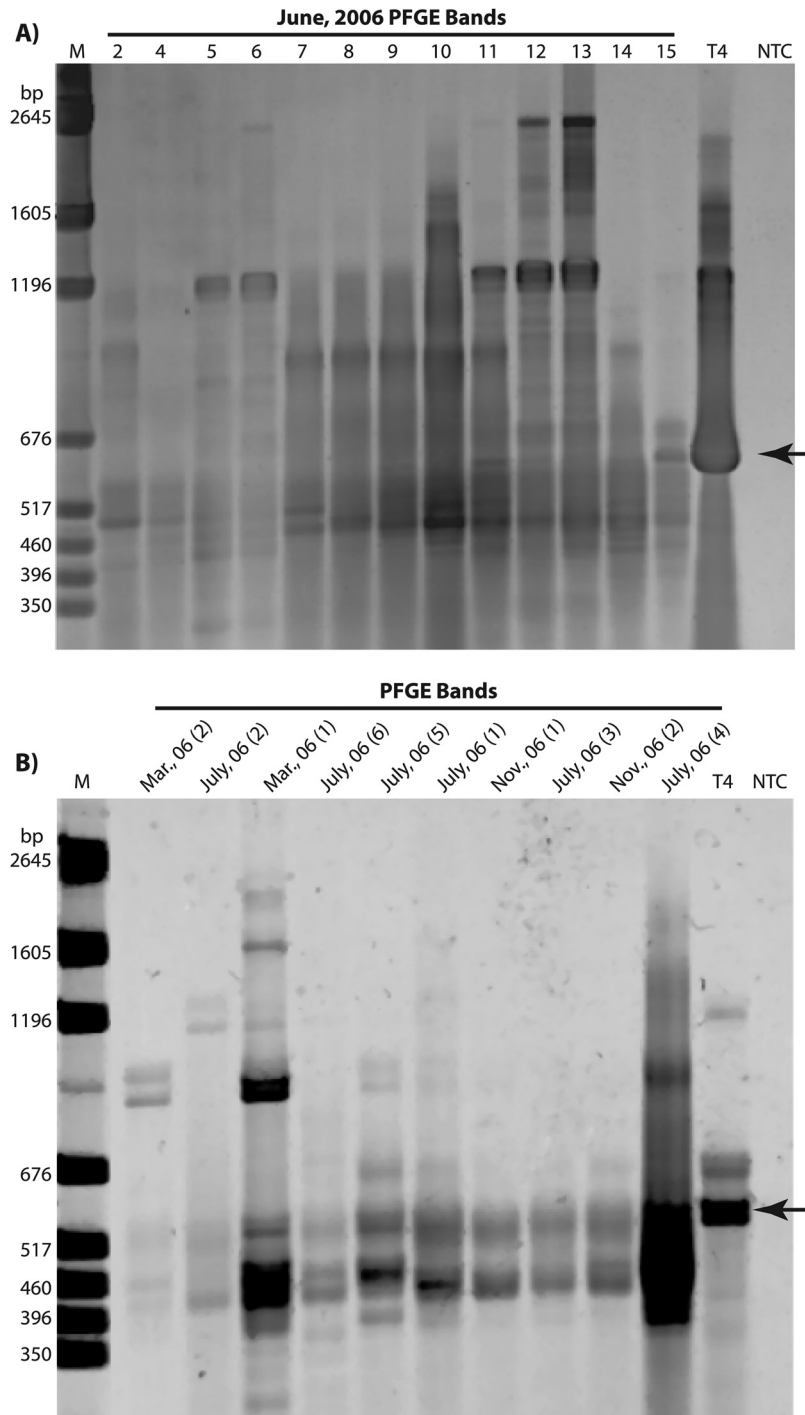 June, 2006 PFGE Bands
A)
M 2 4 5 6 7 8 9 10 11 12 13 14 15 T4 NTC
bp
2645
1605
1196
676
517
460
396
350
PFGE Bands
B)
M Mar., 06 (2) July, 06 (2) Mar., 06 (1) July, 06 (6) July, 06 (5) July, 06 (1) Nov., 06 (1) July, 06 (3) Nov., 06 (2) July, 06 (4) T4 NTC
bp
2645
1605
1196
676
517
460
396
350